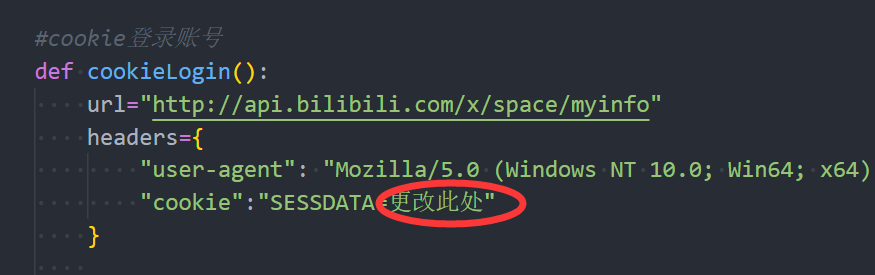 #cookie登录账号
def cookieLogin():
url="http://api.bilibili.com/x/space/myinfo"
headers={
"user-agent": "Mozilla/5.0 (Windows NT 10.0; Win64; x64)
"cookie":"SESSDATA=更改此处"
}